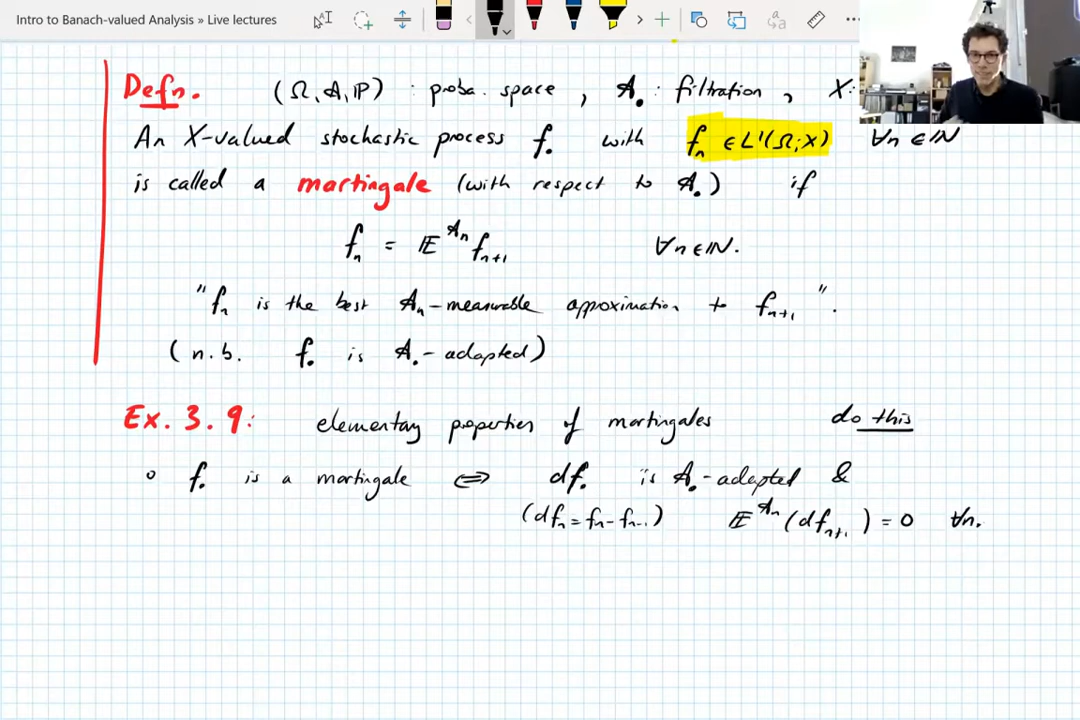 Intro to Banach-valued Analysis » Live lectures
Defn. (Ω, 𝒜, ℙ) : proba. space , 𝒜. : filtration , X :
An X-valued stochastic process f. with fₙ ∈ L¹(Ω; X) ∀n ∈ ℕ
is called a martingale (with respect to 𝒜.) if
fₙ = 𝔼^𝒜ₙ fₙ₊₁ ∀n ∈ ℕ.
"fₙ is the best 𝒜ₙ-measurable approximation to fₙ₊₁".
(n.b. f. is 𝒜.-adapted)
Ex. 3.9: elementary properties of martingales do this
o f. is a martingale ⇔ df. is 𝒜.-adapted &
(dfₙ = fₙ - fₙ₋₁) 𝔼^𝒜ₙ (dfₙ₊₁) = 0 ∀n.